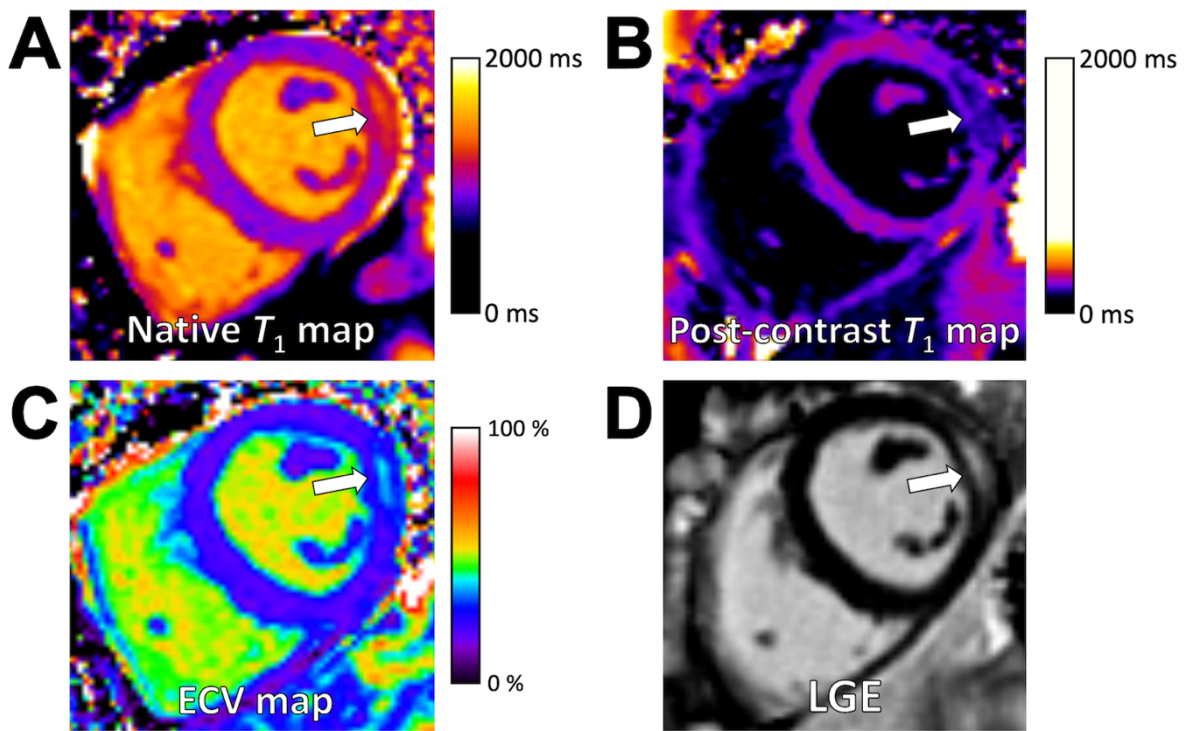 A
2000 ms
0 ms
Native T1 map
B
2000 ms
0 ms
Post-contrast T1 map
C
100 %
0 %
ECV map
D
LGE